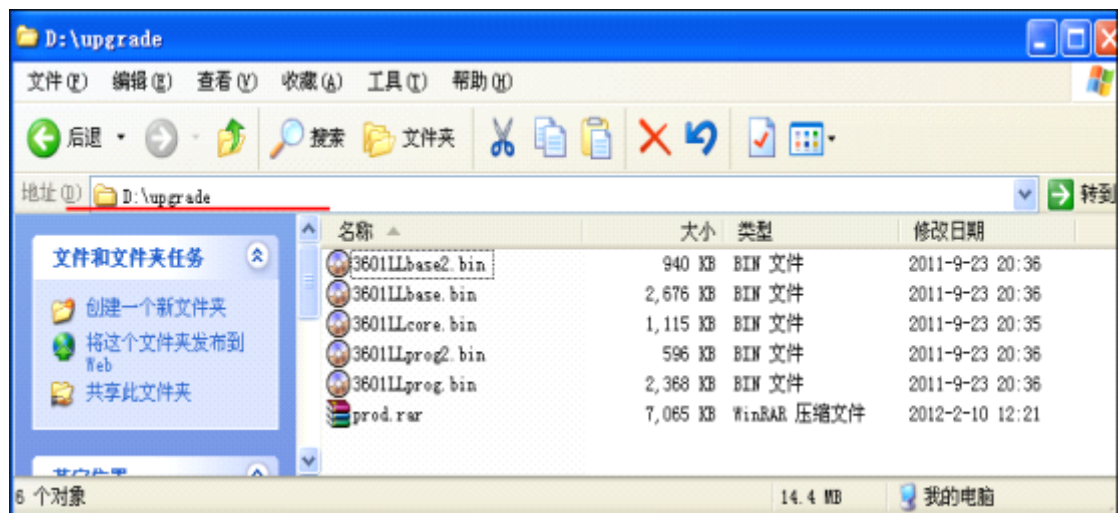 D:\upgrade
文件(F) 编辑(E) 查看(V) 收藏(A) 工具(T) 帮助(H)
后退 搜索 文件夹
地址(D) D:\upgrade 转到
名称 大小 类型 修改日期
文件和文件夹任务
3601LLbase2.bin 940 KB BIN 文件 2011-9-23 20:36
3601LLbase.bin 2,676 KB BIN 文件 2011-9-23 20:36
创建一个新文件夹
3601LLcore.bin 1,115 KB BIN 文件 2011-9-23 20:35
将这个文件夹发布到
Web
3601LLprog2.bin 596 KB BIN 文件 2011-9-23 20:36
3601LLprog.bin 2,368 KB BIN 文件 2011-9-23 20:36
共享此文件夹
prod.rar 7,065 KB WinRAR 压缩文件 2012-2-10 12:21
其它位置
6 个对象 14.4 MB 我的电脑